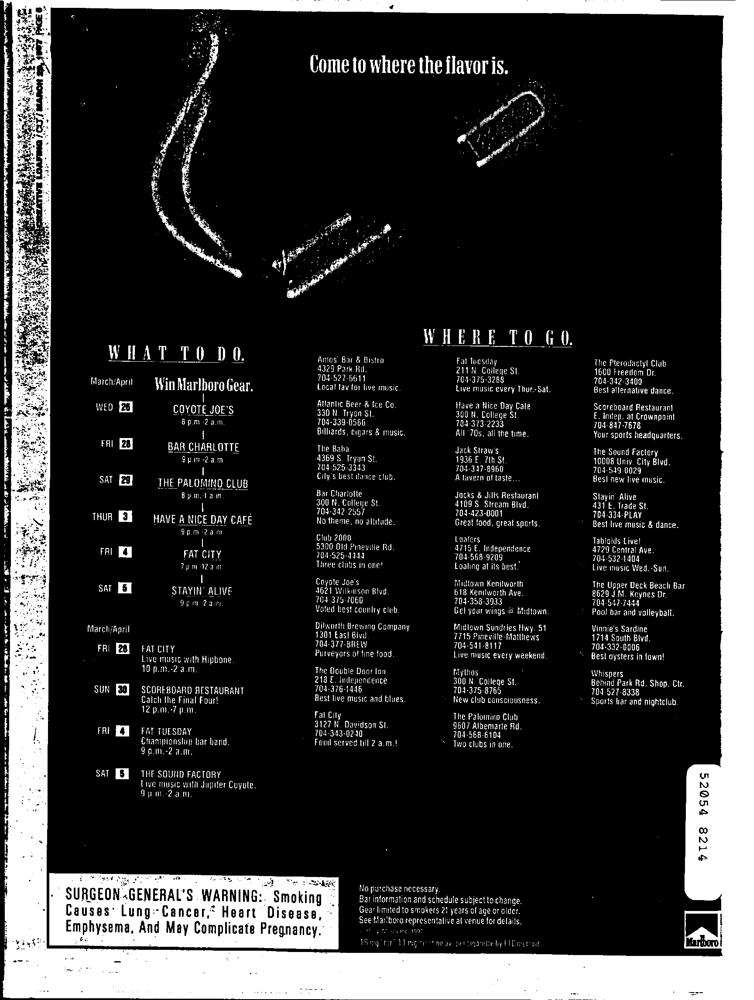 CREATIVE LOAFING / CLT / MARCH 29, 1997 PAGE 5
Come to where the flavor is.
WHAT TO DO.
March/April
Win Marlboro Gear.
WED 26
COYOTE JOE'S
8 p.m.-2 a.m.
FRI 28
BAR CHARLOTTE
9 p.m.-2 a.m.
SAT 29
THE PALOMINO CLUB
8 p.m.-1 a.m.
THUR 3
HAVE A NICE DAY CAFÉ
9 p.m.-2 a.m.
FRI 4
FAT CITY
7 p.m.-12 a.m.
SAT 5
STAYIN' ALIVE
9 p.m.-2 a.m.
March/April
FRI 28
FAT CITY
Live music with Hipbone.
10 p.m.-2 a.m.
SUN 30
SCOREBOARD RESTAURANT
Catch the Final Four!
12 p.m.-7 p.m.
FRI 4
FAT TUESDAY
Championship bar band.
9 p.m.-2 a.m.
SAT 5
THE SOUND FACTORY
Live music with Jupiter Coyote.
9 p.m.-2 a.m.
WHERE TO GO.
Amos' Bar & Bistro
4329 Park Rd.
704-527-6611
Local fav for live music.
Atlantic Beer & Ice Co.
330 N. Tryon St.
704-339-0566
Billiards, cigars & music.
The Baha
4369 S. Tryon St.
704-525-3343
City's best dance club.
Bar Charlotte
300 N. College St.
704-342-2557
No theme, no attitude.
Club 2000
5300 Old Pineville Rd.
704-525-4444
Three clubs in one!
Coyote Joe's
4621 Wilkinson Blvd.
704-375-7060
Voted best country club.
Dilworth Brewing Company
1301 East Blvd.
704-377-BREW
Purveyors of fine food.
The Double Door Inn
218 E. Independence
704-376-1446
Best live music and blues.
Fat City
3127 N. Davidson St.
704-343-0240
Food served till 2 a.m.!
Fat Tuesday
211 N. College St.
704-375-3288
Live music every Thur.-Sat.
Have a Nice Day Café
300 N. College St.
704-373-2233
All '70s, all the time.
Jack Straw's
1936 E. 7th St.
704-347-8960
A tavern of taste...
Jocks & Jills Restaurant
4109 S. Stream Blvd.
704-423-0001
Great food, great sports.
Loafers
4715 E. Independence
704-568-9209
Loafing at its best.
Midtown Kenilworth
618 Kenilworth Ave.
704-358-3933
Get your wings @ Midtown.
Midtown Sundries Hwy. 51
7715 Pineville-Matthews
704-541-8117
Live music every weekend.
Mythos
300 N. College St.
704-375-8765
New club consciousness.
The Palomino Club
9607 Albemarle Rd.
704-568-6104
Two clubs in one.
The Pterodactyl Club
1600 Freedom Dr.
704-342-3400
Best alternative dance.
Scoreboard Restaurant
E. Indep. at Crownpoint
704-847-7678
Your sports headquarters.
The Sound Factory
10008 Univ. City Blvd.
704-549-0029
Best new live music.
Stayin' Alive
431 E. Trade St.
704-334-PLAY
Best live music & dance.
Tabloids Live!
4729 Central Ave.
704-532-1404
Live music Wed.-Sun.
The Upper Deck Beach Bar
8629 J.M. Keynes Dr.
704-547-7444
Pool bar and volleyball.
Vinnie's Sardine
1714 South Blvd.
704-332-0006
Best oysters in town!
Whispers
Behind Park Rd. Shop. Ctr.
704-527-8338
Sports bar and nightclub.
52054 8214
SURGEON GENERAL'S WARNING: Smoking
Causes Lung Cancer, Heart Disease,
Emphysema, And May Complicate Pregnancy.
No purchase necessary.
Bar information and schedule subject to change.
Gear limited to smokers 21 years of age or older.
See Marlboro representative at venue for details.
Marlboro